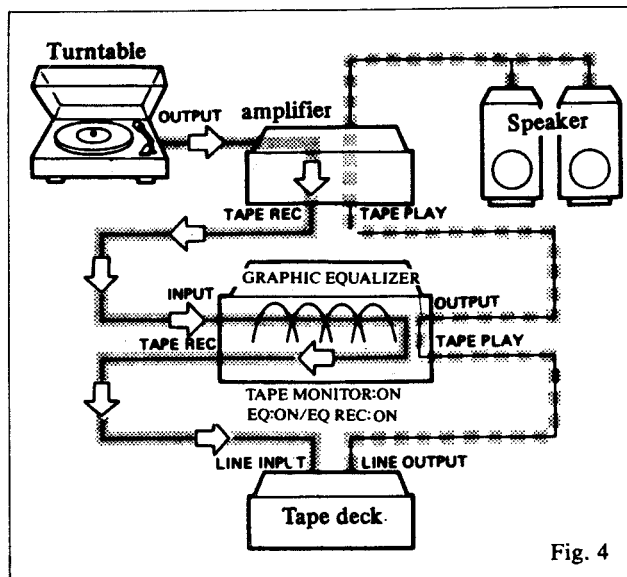 Turntable
OUTPUT
amplifier
Speaker
TAPE REC
TAPE PLAY
GRAPHIC EQUALIZER
INPUT
OUTPUT
TAPE REC
TAPE PLAY
TAPE MONITOR:ON
EQ:ON/EQ REC:ON
LINE INPUT
LINE OUTPUT
Tape deck
Fig. 4